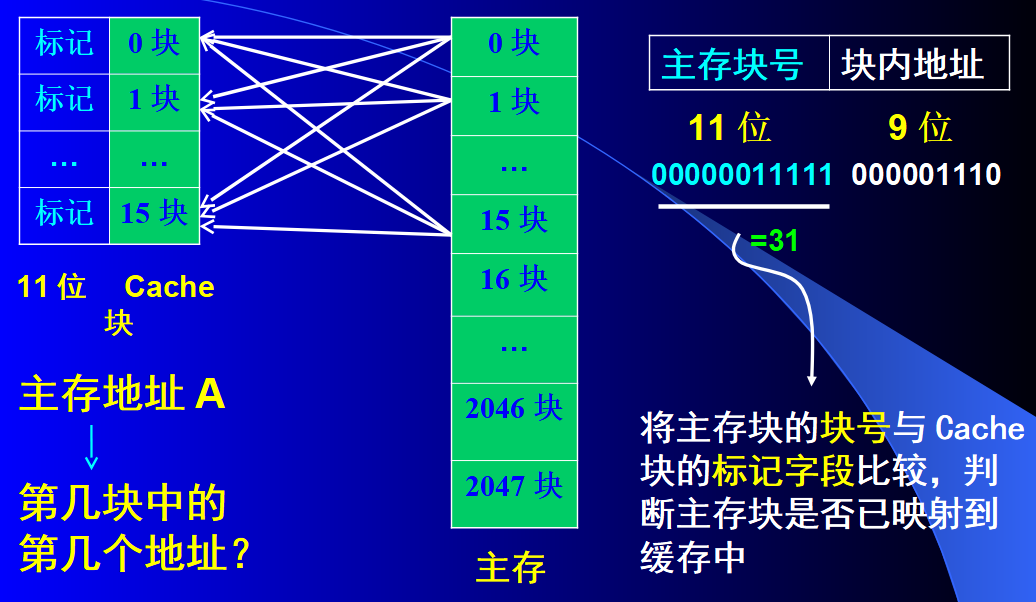 标记 0 块
标记 1 块
… …
标记 15 块
11 位 Cache
块
主存地址 A
第几块中的
第几个地址？
0 块
1 块
…
15 块
16 块
…
2046 块
2047 块
主存
主存块号 块内地址
11 位 9 位
00000011111 000001110
=31
将主存块的块号与 Cache
块的标记字段比较，判
断主存块是否已映射到
缓存中